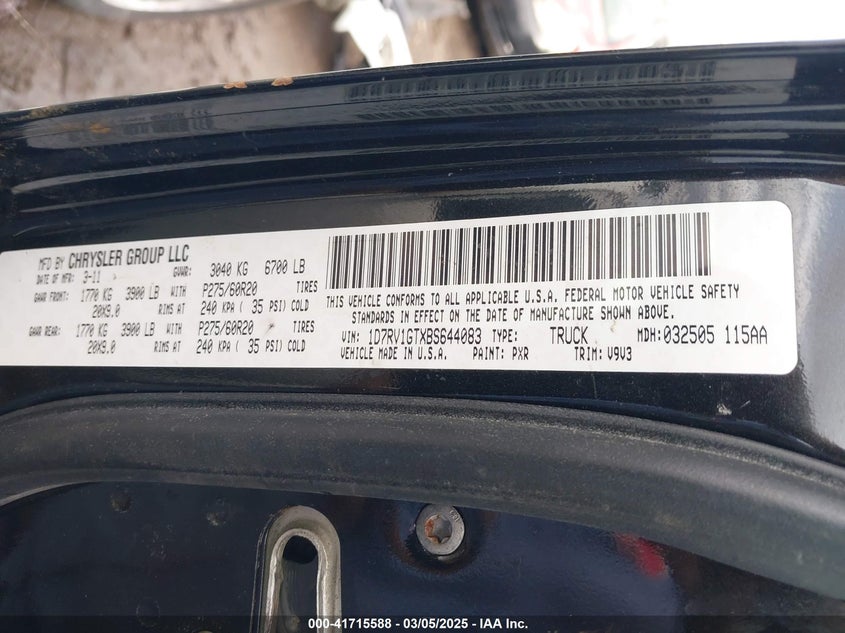 MFD BY CHRYSLER GROUP LLC
DATE OF MFR: 3-11 GVWR: 3040 KG 6700 LB
GAWR FRONT: 1770 KG 3900 LB WITH P275/60R20 TIRES
20X9.0 RIMS AT 240 KPA ( 35 PSI) COLD
GAWR REAR: 1770 KG 3900 LB WITH P275/60R20 TIRES
20X9.0 RIMS AT 240 KPA ( 35 PSI) COLD
THIS VEHICLE CONFORMS TO ALL APPLICABLE U.S.A. FEDERAL MOTOR VEHICLE SAFETY
STANDARDS IN EFFECT ON THE DATE OF MANUFACTURE SHOWN ABOVE.
VIN: 1D7RV1GTXBS644083 TYPE: TRUCK MDH: 032505 115AA
VEHICLE MADE IN U.S.A. PAINT: PXR TRIM: V9V3
000-41715588 - 03/05/2025 - IAA Inc.